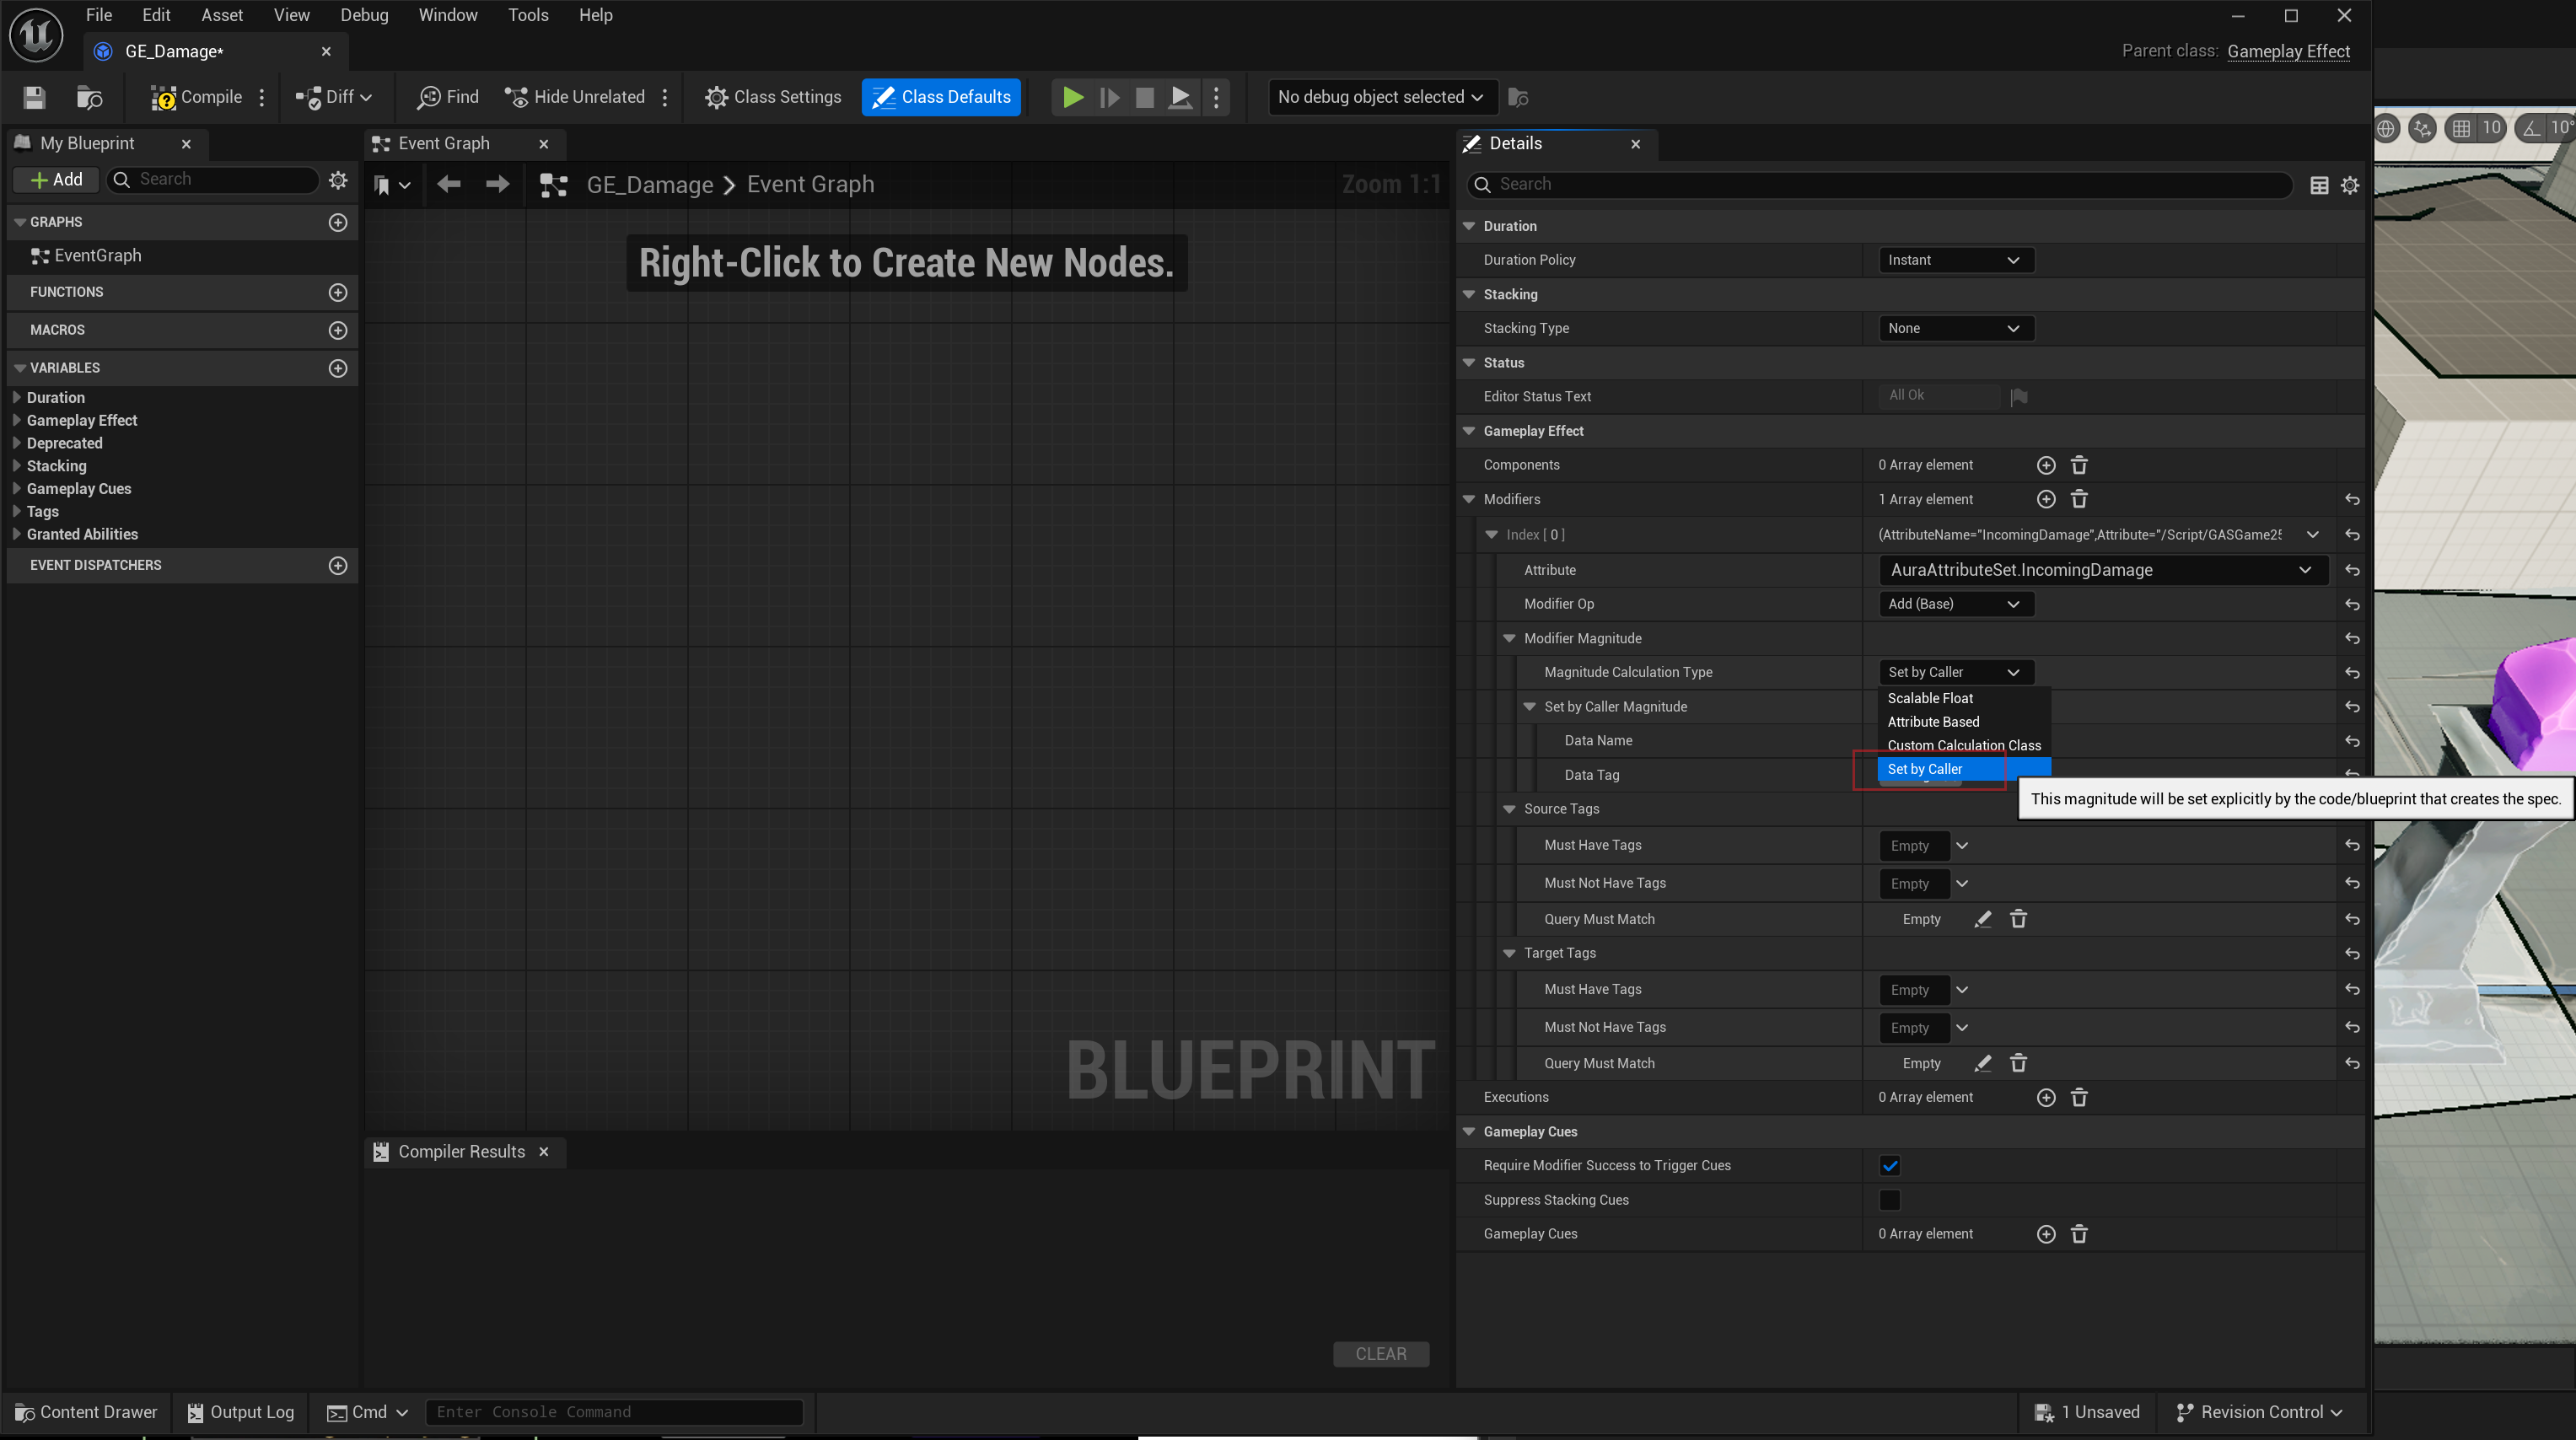 File Edit Asset View Debug Window Tools Help
GE_Damage*
Parent class: Gameplay Effect
Compile Diff Find Hide Unrelated Class Settings Class Defaults No debug object selected
My Blueprint
Add Search
GRAPHS
EventGraph
FUNCTIONS
MACROS
VARIABLES
Duration
Gameplay Effect
Deprecated
Stacking
Gameplay Cues
Tags
Granted Abilities
EVENT DISPATCHERS
Event Graph
GE_Damage > Event Graph Zoom 1:1
Right-Click to Create New Nodes.
BLUEPRINT
Compiler Results
CLEAR
Details
Search
Duration
Duration Policy Instant
Stacking
Stacking Type None
Status
Editor Status Text All Ok
Gameplay Effect
Components 0 Array element
Modifiers 1 Array element
Index [ 0 ] (AttributeName="IncomingDamage",Attribute="/Script/GASGame25
Attribute AuraAttributeSet.IncomingDamage
Modifier Op Add (Base)
Modifier Magnitude
Magnitude Calculation Type Set by Caller
Scalable Float
Attribute Based
Custom Calculation Class
Set by Caller
Set by Caller Magnitude
Data Name
Data Tag
This magnitude will be set explicitly by the code/blueprint that creates the spec.
Source Tags
Must Have Tags Empty
Must Not Have Tags Empty
Query Must Match Empty
Target Tags
Must Have Tags Empty
Must Not Have Tags Empty
Query Must Match Empty
Executions 0 Array element
Gameplay Cues
Require Modifier Success to Trigger Cues
Suppress Stacking Cues
Gameplay Cues 0 Array element
10 10°
Content Drawer Output Log Cmd Enter Console Command 1 Unsaved Revision Control